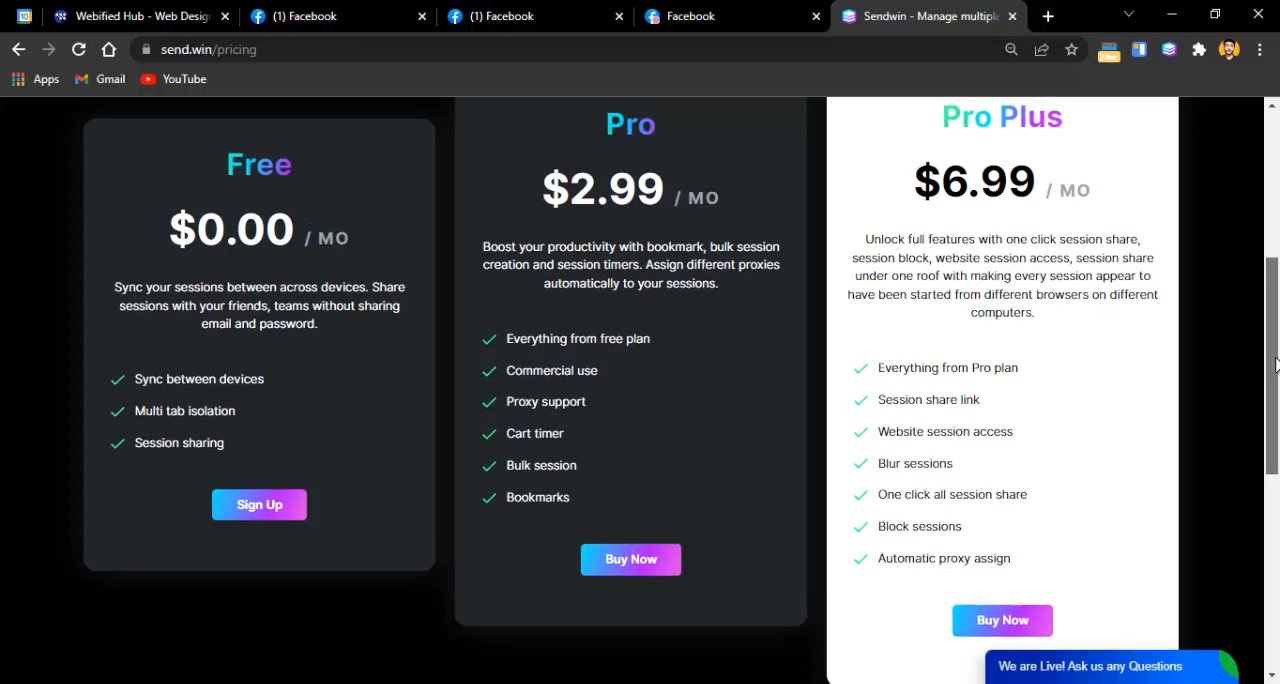 Webified Hub - Web Desig
(1) Facebook
(1) Facebook
Facebook
Sendwin - Manage multiple
send.win/pricing
Apps
Gmail
YouTube
Free
$0.00 / MO
Sync your sessions between across devices. Share
sessions with your friends, teams without sharing
email and password.
Sync between devices
Multi tab isolation
Session sharing
Sign Up
Pro
$2.99 / MO
Boost your productivity with bookmark, bulk session
creation and session timers. Assign different proxies
automatically to your sessions.
Everything from free plan
Commercial use
Proxy support
Cart timer
Bulk session
Bookmarks
Buy Now
Pro Plus
$6.99 / MO
Unlock full features with one click session share,
session block, website session access, session share
under one roof with making every session appear to
have been started from different browsers on different
computers.
Everything from Pro plan
Session share link
Website session access
Blur sessions
One click all session share
Block sessions
Automatic proxy assign
Buy Now
We are Live! Ask us any Questions